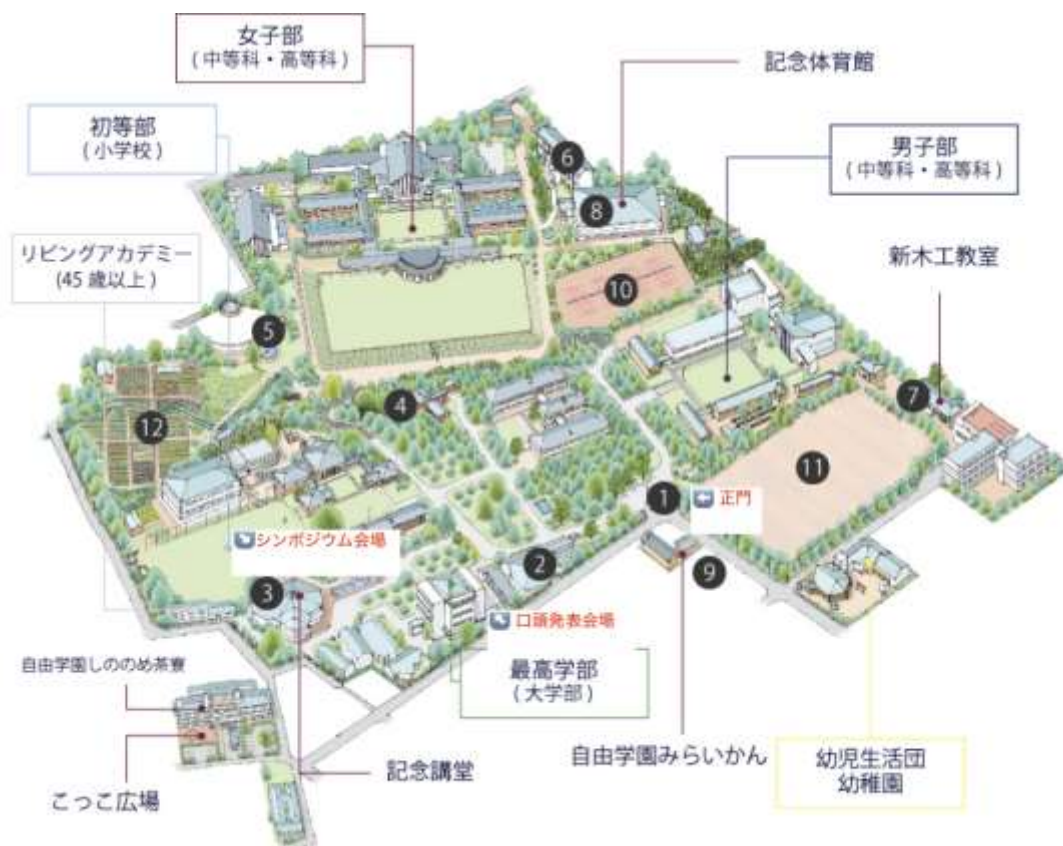 女子部
(中等科・高等科)
記念体育館
初等部
(小学校)
男子部
(中等科・高等科)
6
8
リビングアカデミー
(45 歳以上)
新木工教室
10
5
4
7
12
11
1
正門
シンポジウム会場
2
9
3
口頭発表会場
自由学園しののめ茶寮
最高学部
(大学部)
自由学園みらいかん
幼児生活団
幼稚園
記念講堂
こっこ広場